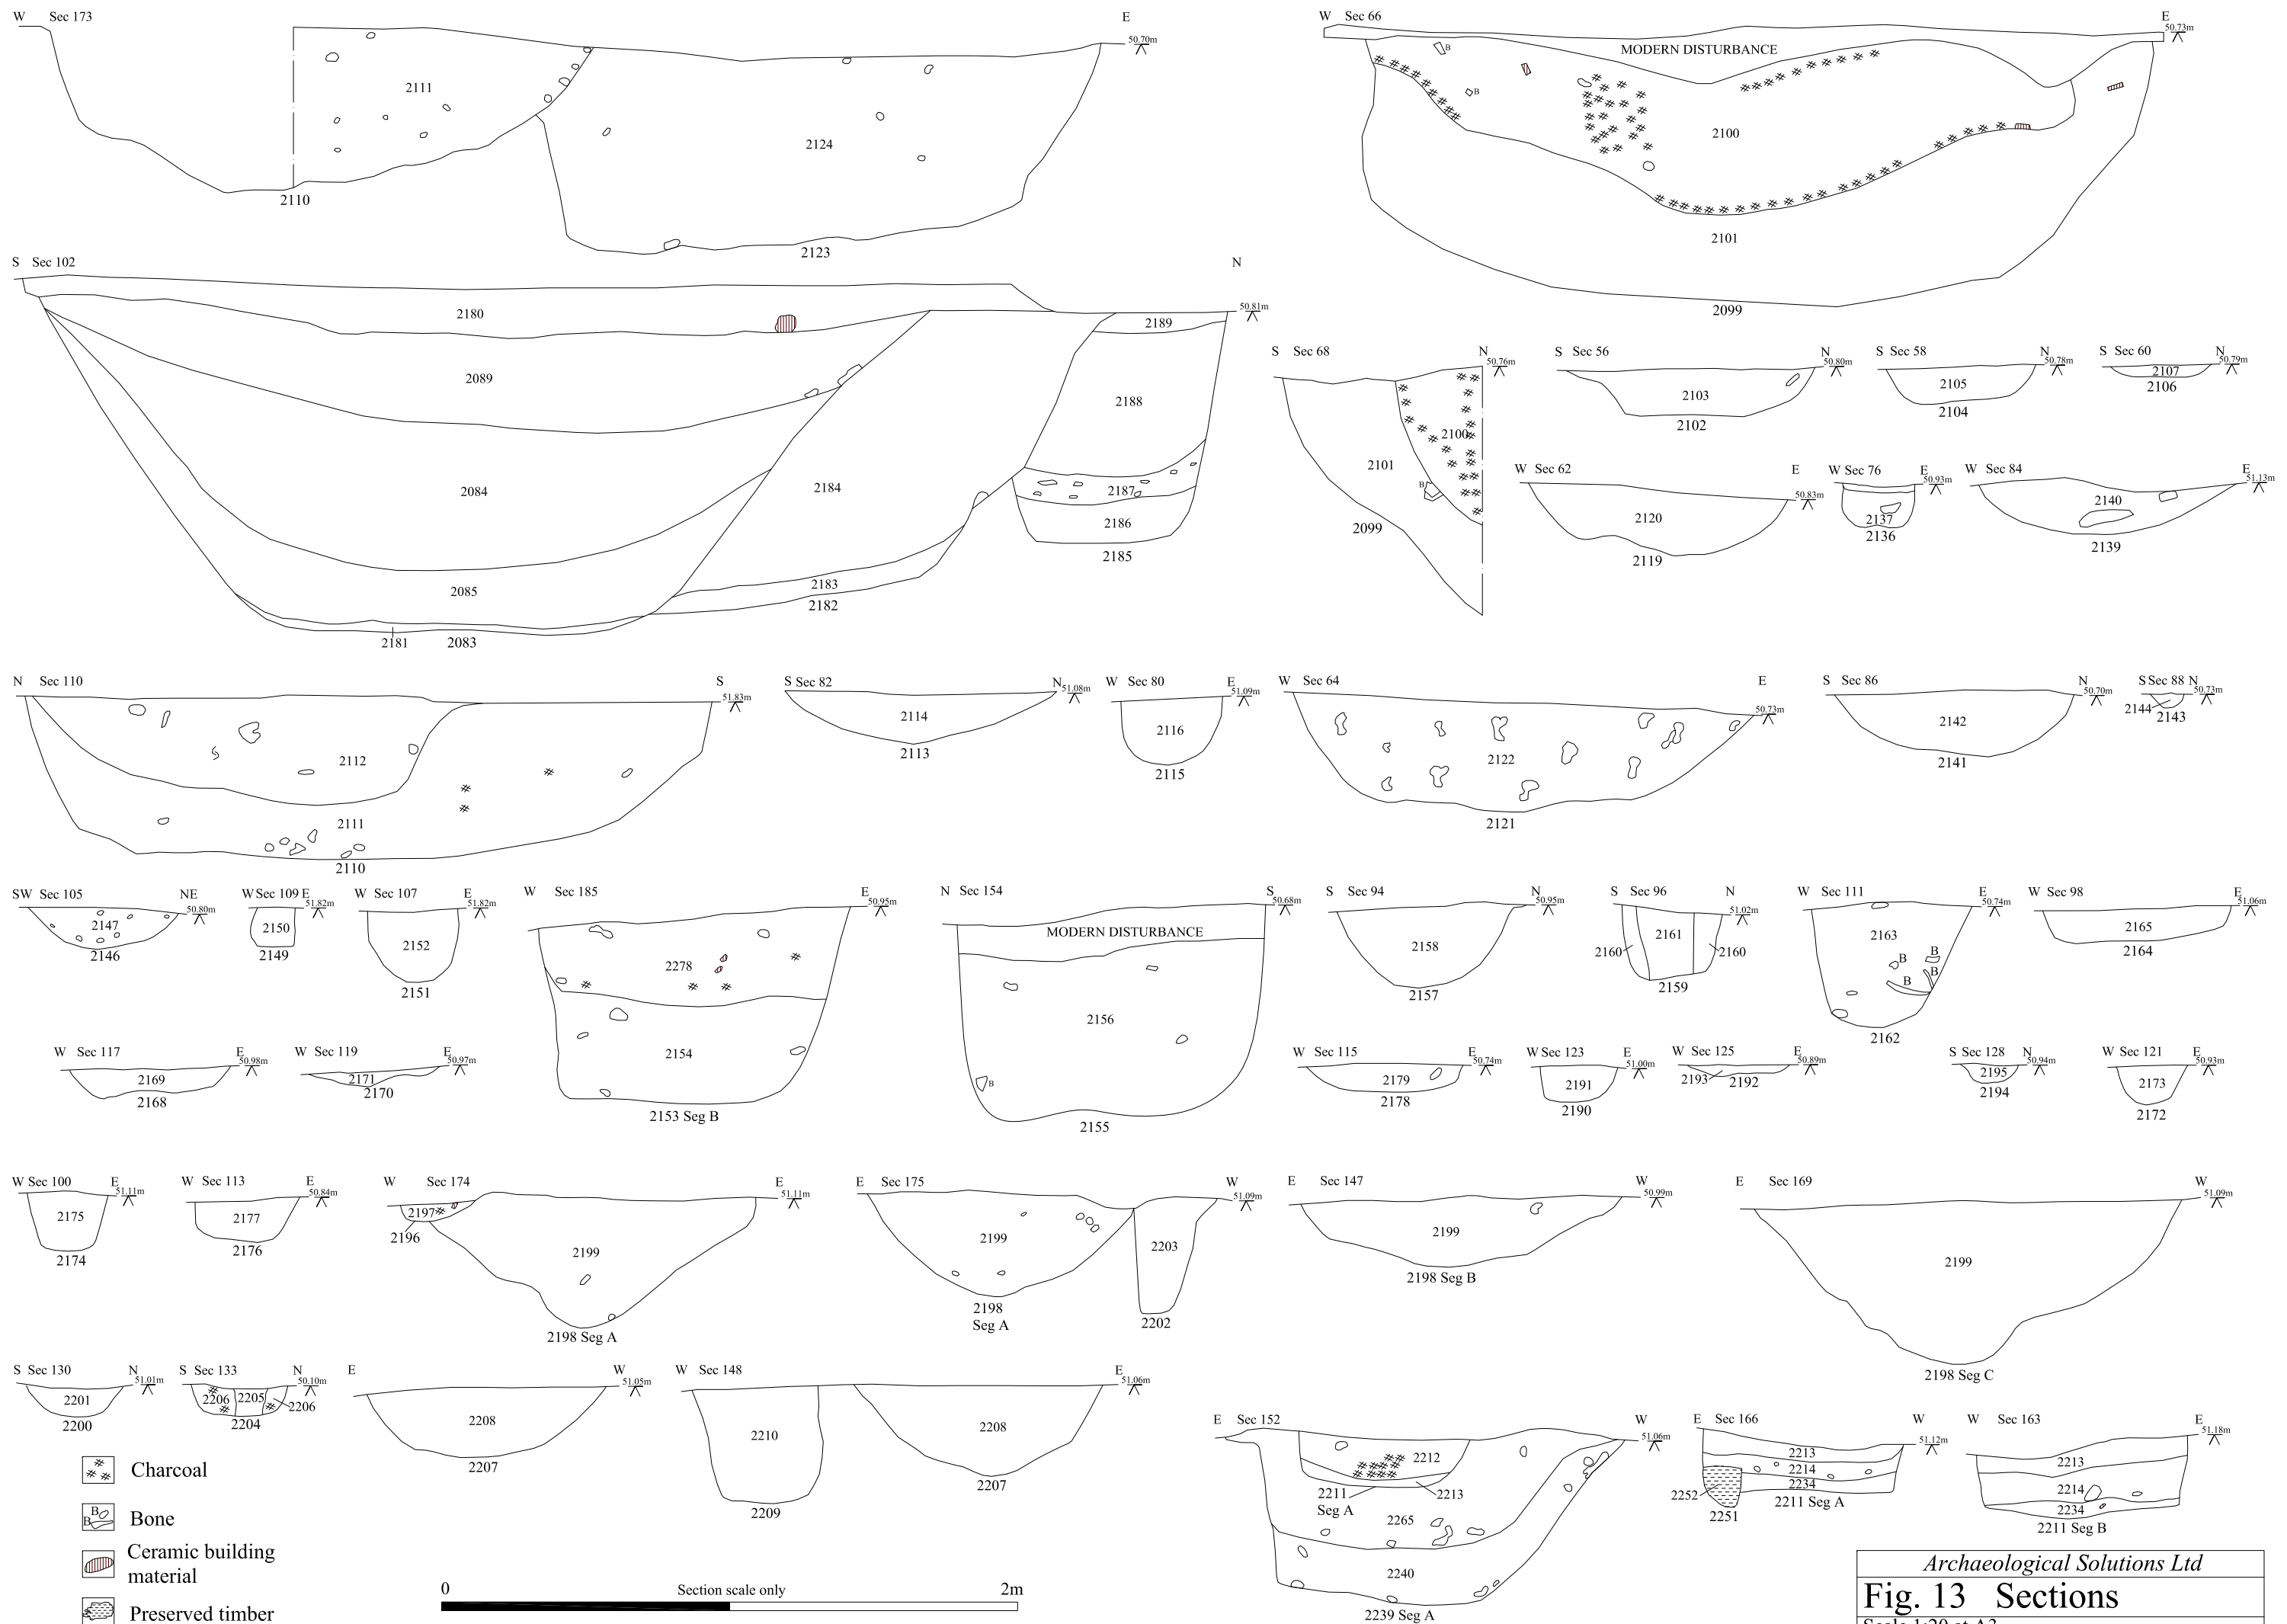 W Sec 173 E
50.70m
2111
2124
2110
2123
W Sec 66 E
50.73m
MODERN DISTURBANCE
B
B
2100
2101
2099
S Sec 102 N
50.81m
2180
2189
2089
2188
2084
2184
2187
2186
2185
2085
2183
2182
2181 2083
S Sec 68 N
50.76m
2100
2101
B
2099
S Sec 56 N
50.80m
2103
2102
S Sec 58 N
50.78m
2105
2104
S Sec 60 N
50.79m
2107
2106
W Sec 62 E
50.83m
2120
2119
W Sec 76 E
50.93m
2137
2136
W Sec 84 E
51.13m
2140
2139
N Sec 110 S
51.83m
2112
2111
2110
S Sec 82 N
51.08m
2114
2113
W Sec 80 E
51.09m
2116
2115
W Sec 64 E
50.73m
2122
2121
S Sec 86 N
50.70m
2142
2141
S Sec 88 N
50.73m
2144
2143
SW Sec 105 NE
50.80m
2147
2146
W Sec 109 E
51.82m
2150
2149
W Sec 107 E
51.82m
2152
2151
W Sec 185 E
50.95m
2278
2154
2153 Seg B
N Sec 154 S
50.68m
MODERN DISTURBANCE
2156
B
2155
S Sec 94 N
50.95m
2158
2157
S Sec 96 N
51.02m
2161
2160 2160
2159
W Sec 111 E
50.74m
2163
B
B
B
B
2162
W Sec 98 E
51.06m
2165
2164
W Sec 117 E
50.98m
2169
2168
W Sec 119 E
50.97m
2171
2170
W Sec 115 E
50.74m
2179
2178
W Sec 123 E
51.00m
2191
2190
W Sec 125 E
50.89m
2193 2192
S Sec 128 N
50.94m
2195
2194
W Sec 121 E
50.93m
2173
2172
W Sec 100 E
51.11m
2175
2174
W Sec 113 E
50.84m
2177
2176
W Sec 174 E
51.11m
2197
2196
2199
2198 Seg A
E Sec 175 W
51.09m
2199
2203
2198
Seg A
2202
E Sec 147 W
50.99m
2199
2198 Seg B
E Sec 169 W
51.09m
2199
2198 Seg C
S Sec 130 N
51.01m
2201
2200
S Sec 133 N
50.10m
2206 2205
2206
2204
E W
51.05m
2208
2207
W Sec 148 E
51.06m
2210
2208
2209
2207
E Sec 152 W
51.06m
2212
2211
Seg A
2213
2265
2240
2239 Seg A
E Sec 166 W
51.12m
2213
2214
2234
2252
2211 Seg A
2251
W Sec 163 E
51.18m
2213
2214
2234
2211 Seg B
Charcoal
B
B
Bone
Ceramic building
material
Preserved timber
0 Section scale only 2m
Archaeological Solutions Ltd
Fig. 13 Sections
Scale 1:20 at A3